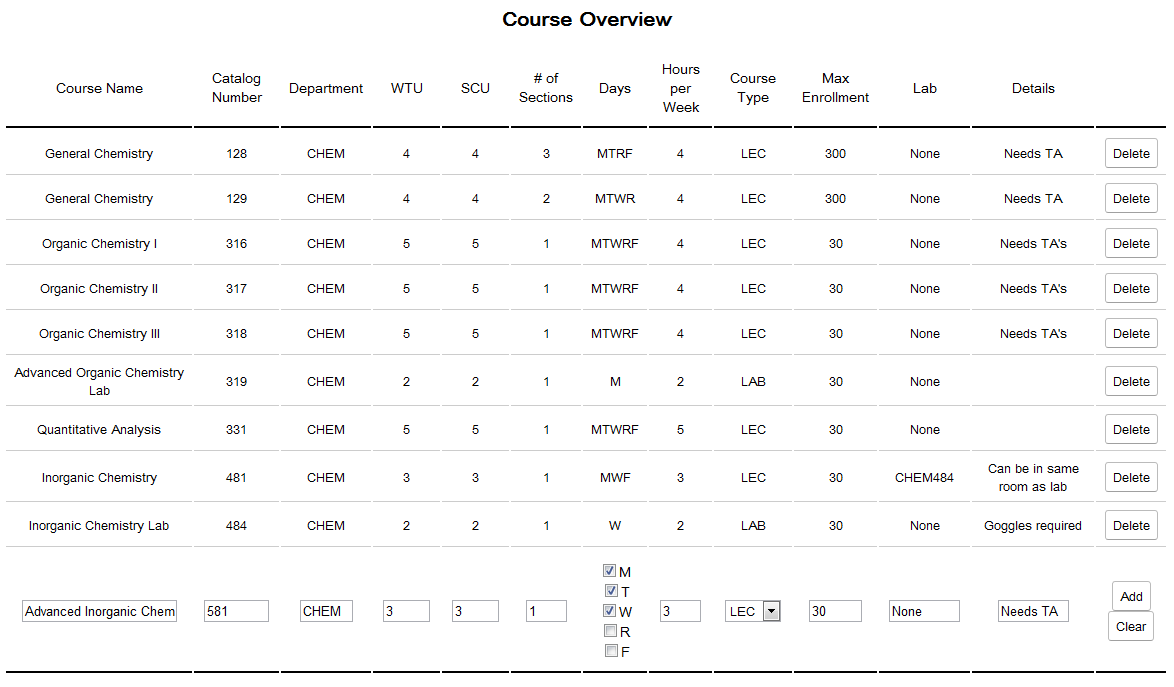 Course Overview
Course Name Catalog Number Department WTU SCU # of Sections Days Hours per Week Course Type Max Enrollment Lab Details
General Chemistry 128 CHEM 4 4 3 MTRF 4 LEC 300 None Needs TA Delete
General Chemistry 129 CHEM 4 4 2 MTWR 4 LEC 300 None Needs TA Delete
Organic Chemistry I 316 CHEM 5 5 1 MTWRF 4 LEC 30 None Needs TA's Delete
Organic Chemistry II 317 CHEM 5 5 1 MTWRF 4 LEC 30 None Needs TA's Delete
Organic Chemistry III 318 CHEM 5 5 1 MTWRF 4 LEC 30 None Needs TA's Delete
Advanced Organic Chemistry Lab 319 CHEM 2 2 1 M 2 LAB 30 None Delete
Quantitative Analysis 331 CHEM 5 5 1 MTWRF 5 LEC 30 None Delete
Inorganic Chemistry 481 CHEM 3 3 1 MWF 3 LEC 30 CHEM484 Can be in same room as lab Delete
Inorganic Chemistry Lab 484 CHEM 2 2 1 W 2 LAB 30 None Goggles required Delete
Advanced Inorganic Chem 581 CHEM 3 3 1 M T W R F 3 LEC 30 None Needs TA Add Clear